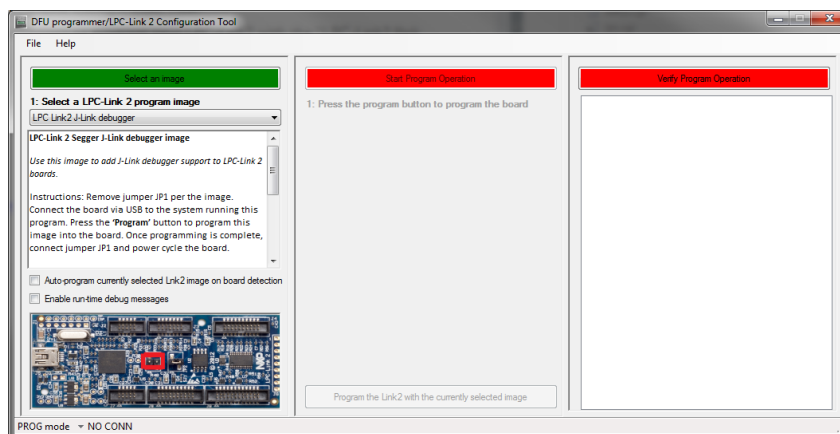 DFU programmer/LPC-Link 2 Configuration Tool
File Help
Select an image
1: Select a LPC-Link 2 program image
LPC Link2 J-Link debugger
LPC-Link 2 Segger J-Link debugger image
Use this image to add J-Link debugger support to LPC-Link 2
boards.
Instructions: Remove jumper JP1 per the image.
Connect the board via USB to the system running this
program. Press the 'Program' button to program this
image into the board. Once programming is complete,
connect jumper JP1 and power cycle the board.
Auto-program currently selected Lnk2 image on board detection
Enable run-time debug messages
NXP
LPC-Link 2
Start Program Operation
1: Press the program button to program the board
Program the Link2 with the currently selected image
Verify Program Operation
PROG mode NO CONN